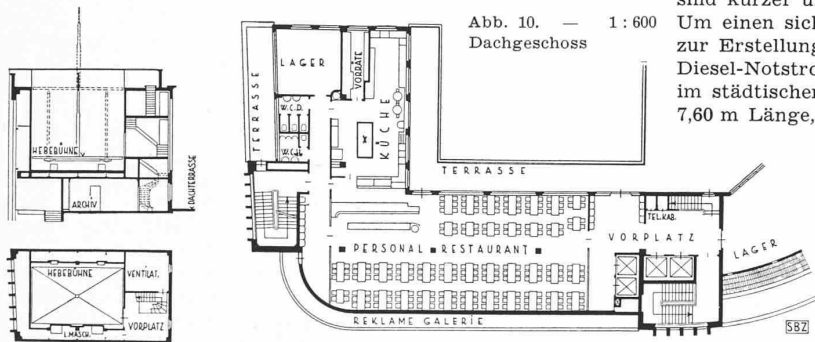 Abb. 10. — 1:600
Dachgeschoss
sind kürzer u
Um einen sich
zur Erstellung
Diesel-Notstro
im städtischen
7,60 m Länge,
HEBEBÜHNE
ARCHIV
DACHTERRASSE
HEBEBÜHNE
VENTILAT.
VORPLATZ
L.MASCH.
TERRASSE
LAGER
VORRÄTE
W.C.D.
W.C.H.
KÜCHE
TERRASSE
TEL.KAB.
VORPLATZ
PERSONAL RESTAURANT
LAGER
REKLAME GALERIE
SBZ